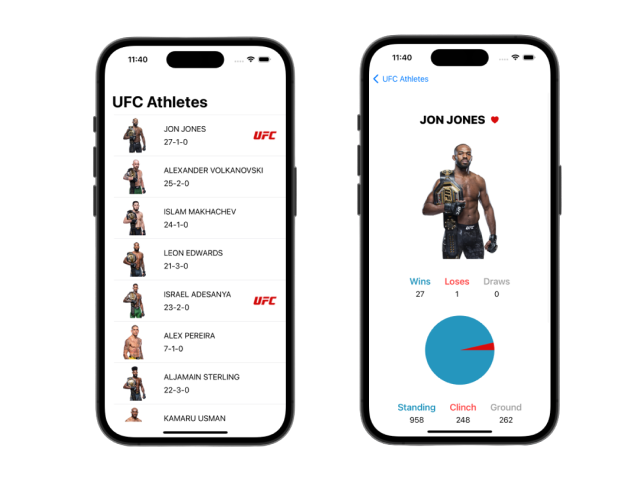 11:40
UFC Athletes
JON JONES
27-1-0
UFC
ALEXANDER VOLKANOVSKI
25-2-0
ISLAM MAKHACHEV
24-1-0
LEON EDWARDS
21-3-0
ISRAEL ADESANYA
23-2-0
UFC
ALEX PEREIRA
7-1-0
ALJAMAIN STERLING
22-3-0
KAMARU USMAN
11:40
UFC Athletes
JON JONES
Wins Loses Draws
27 1 0
Standing Clinch Ground
958 248 262